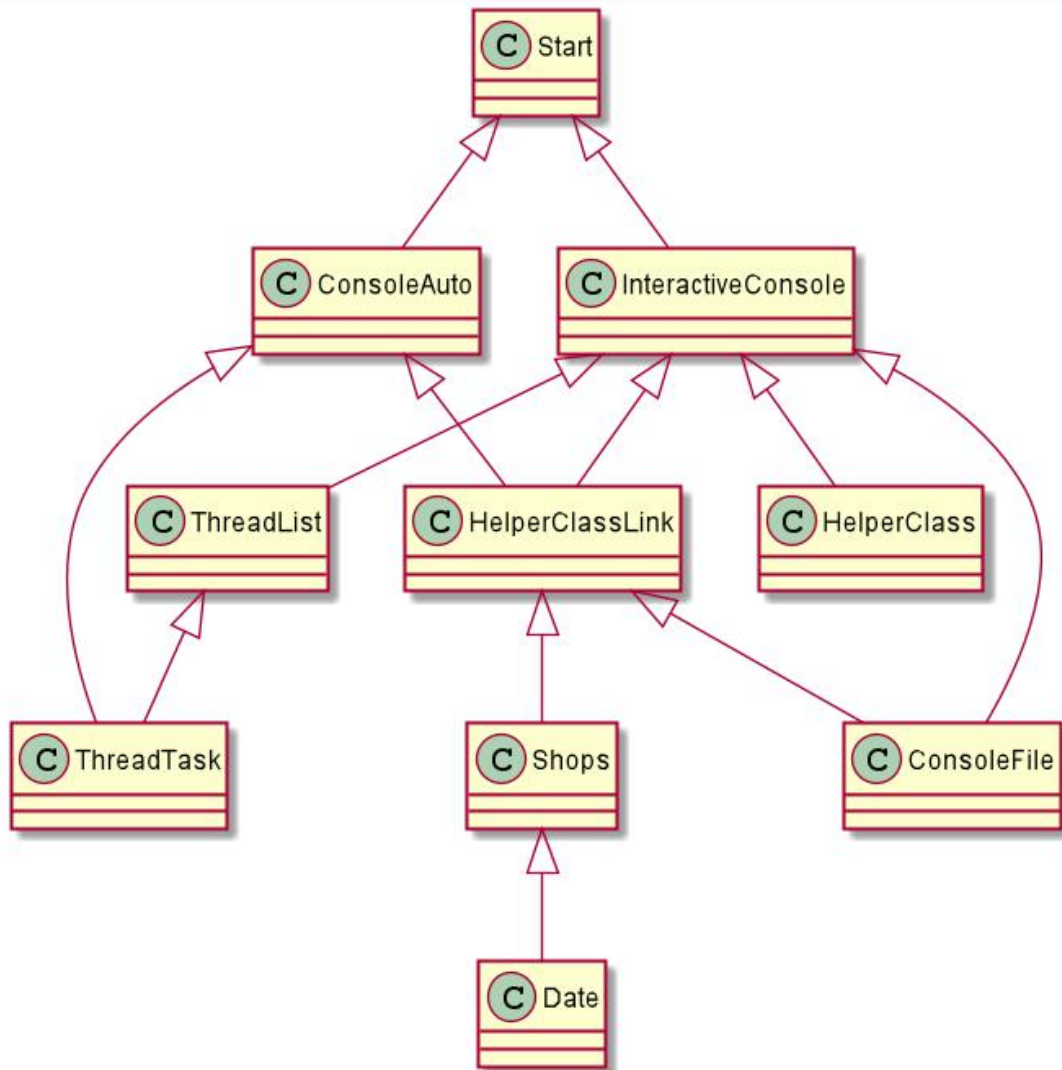 C Start
C ConsoleAuto
C InteractiveConsole
C ThreadList
C HelperClassLink
C HelperClass
C ThreadTask
C Shops
C ConsoleFile
C Date